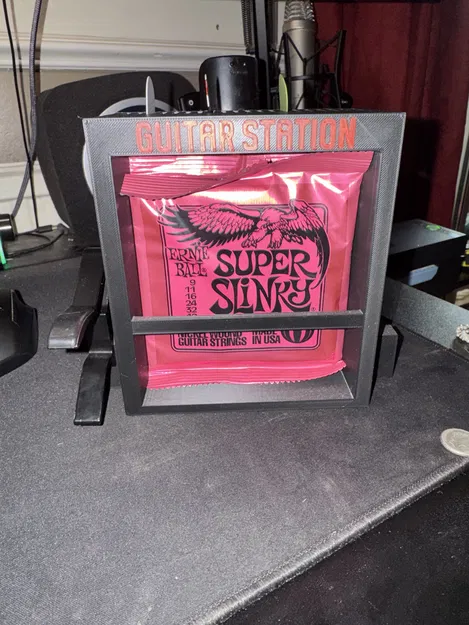 GUITAR STATION
ERNIE
BALL
SUPER
SLINKY
9
11
16
24
32
NICKEL WOUND MADE
GUITAR STRINGS IN USA